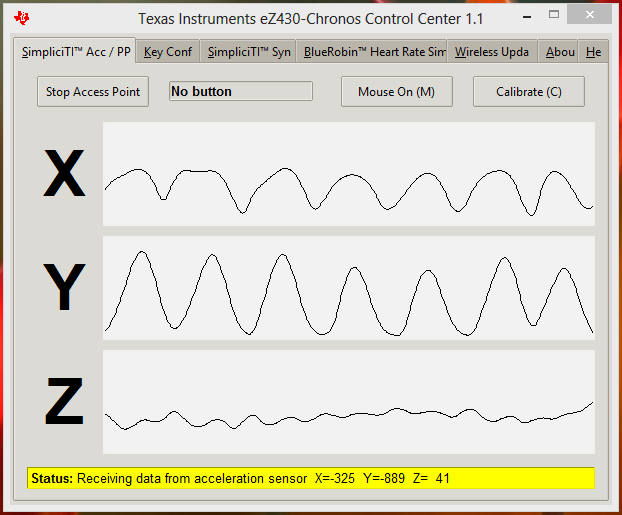 Texas Instruments eZ430-Chronos Control Center 1.1
SimpliciTI™ Acc / PP Key Conf SimpliciTI™ Syn BlueRobin™ Heart Rate Sim Wireless Upda Abou He
Stop Access Point No button Mouse On (M) Calibrate (C)
X
Y
Z
Status: Receiving data from acceleration sensor X=-325 Y=-889 Z= 41